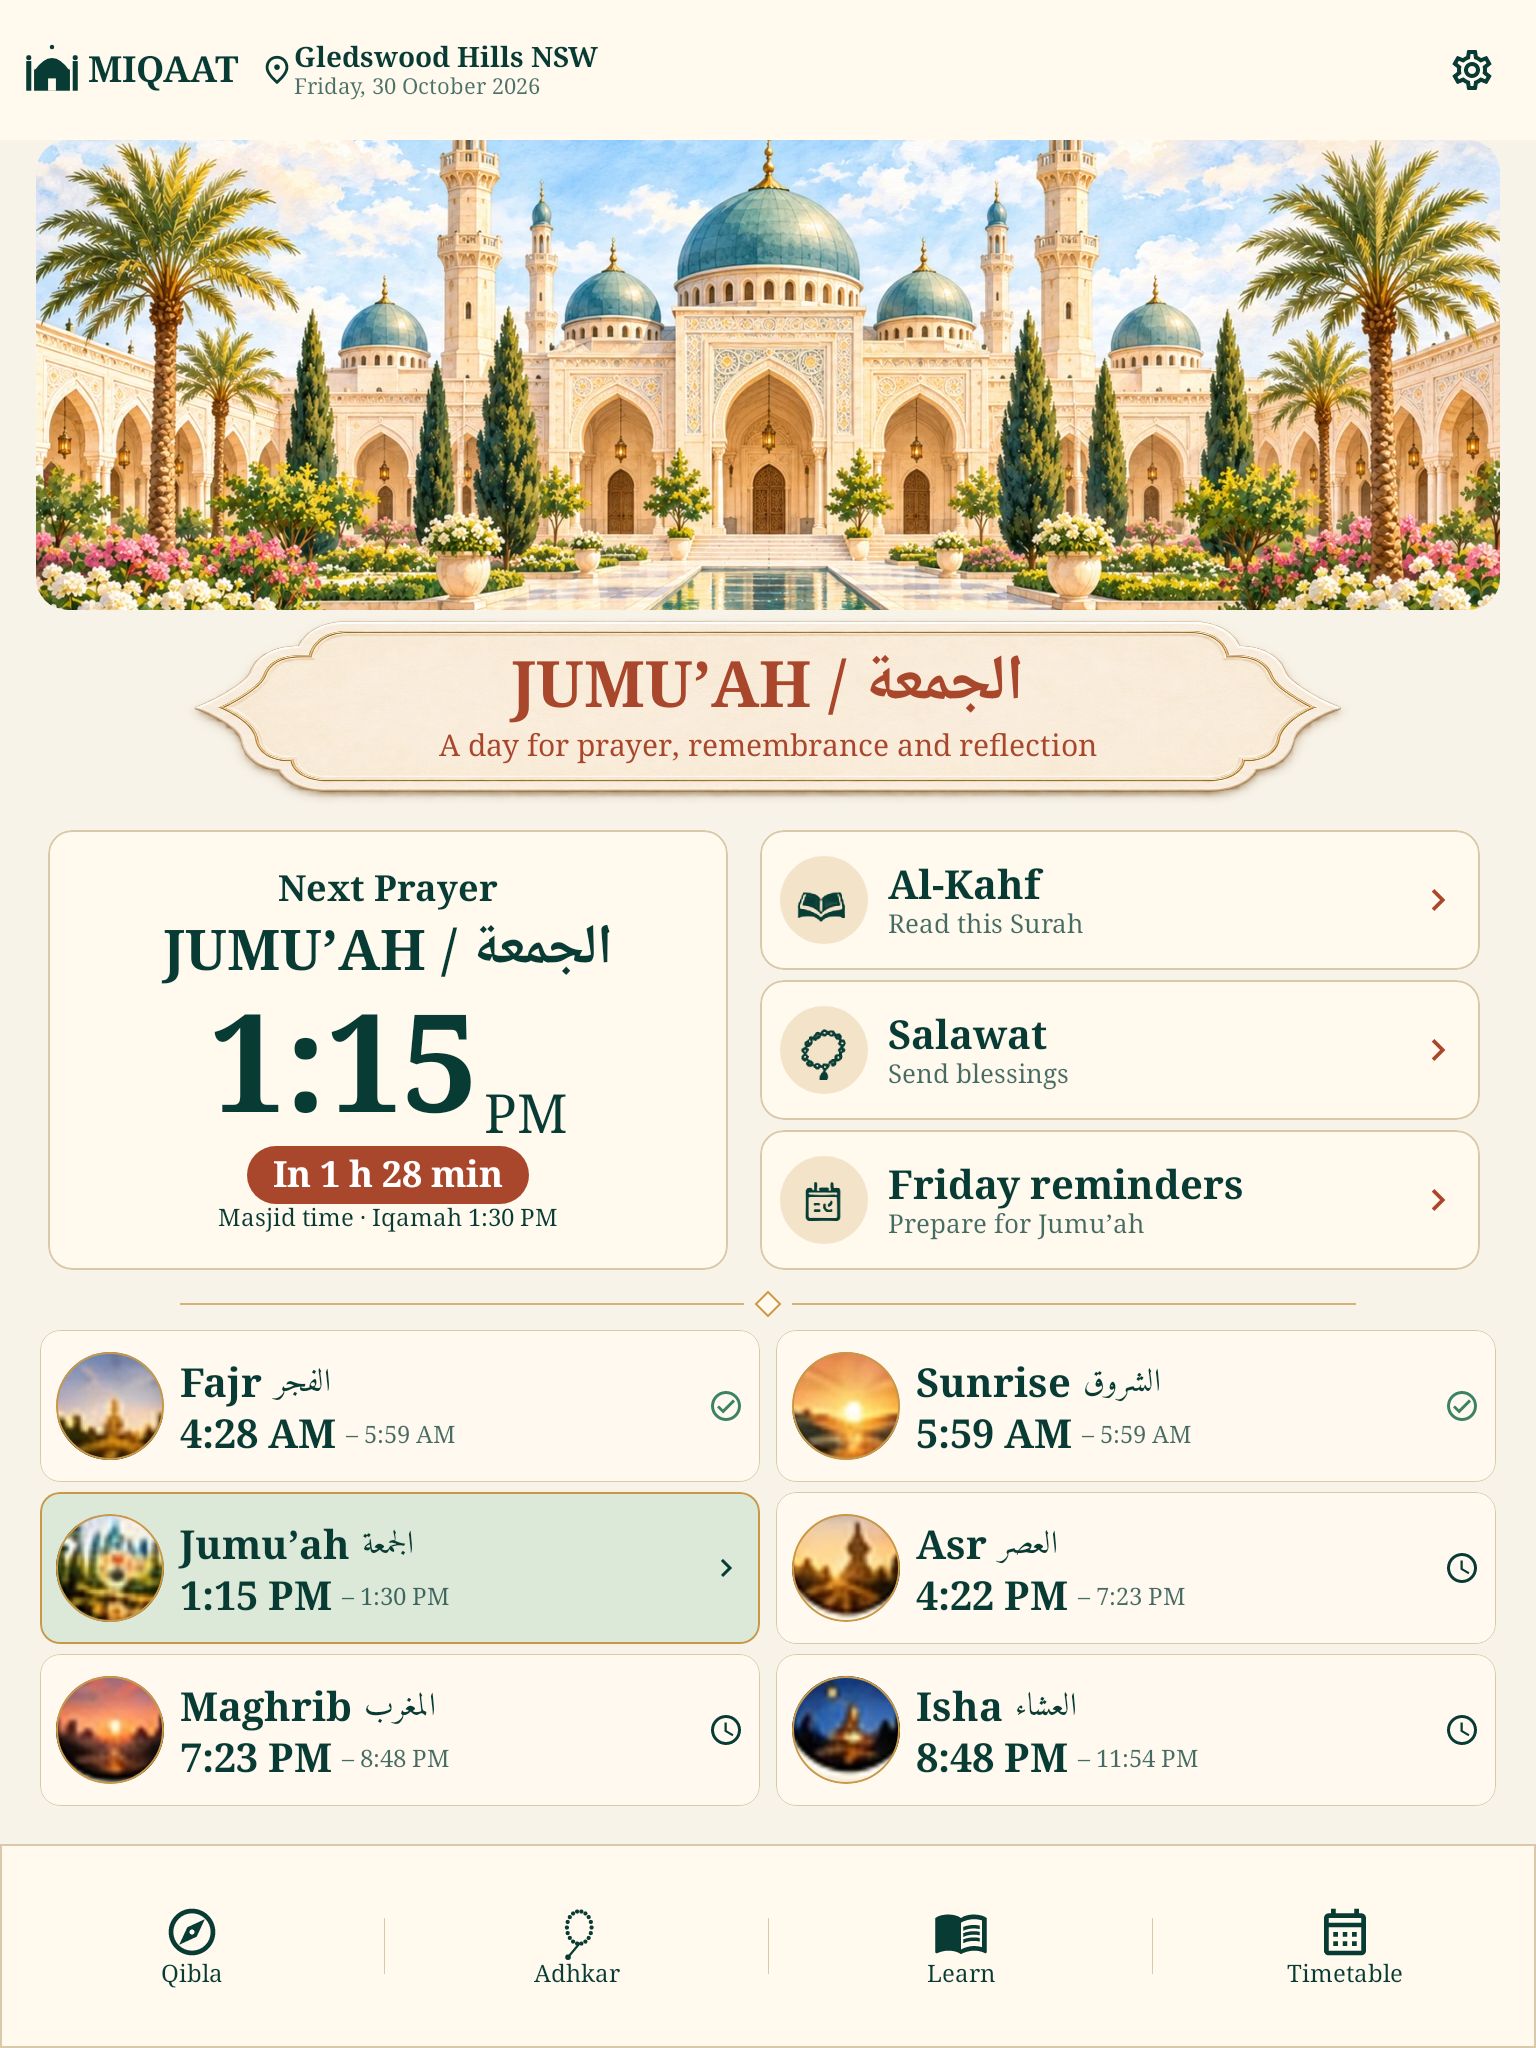 MIQAAT
Gledswood Hills NSW
Friday, 30 October 2026
JUMU’AH / الجمعة
A day for prayer, remembrance and reflection
Next Prayer
JUMU’AH / الجمعة
1:15 PM
In 1 h 28 min
Masjid time · Iqamah 1:30 PM
Al-Kahf
Read this Surah
Salawat
Send blessings
Friday reminders
Prepare for Jumu’ah
Fajr الفجر
4:28 AM – 5:59 AM
Sunrise الشروق
5:59 AM – 5:59 AM
Jumu’ah الجمعة
1:15 PM – 1:30 PM
Asr العصر
4:22 PM – 7:23 PM
Maghrib المغرب
7:23 PM – 8:48 PM
Isha العشاء
8:48 PM – 11:54 PM
Qibla
Adhkar
Learn
Timetable